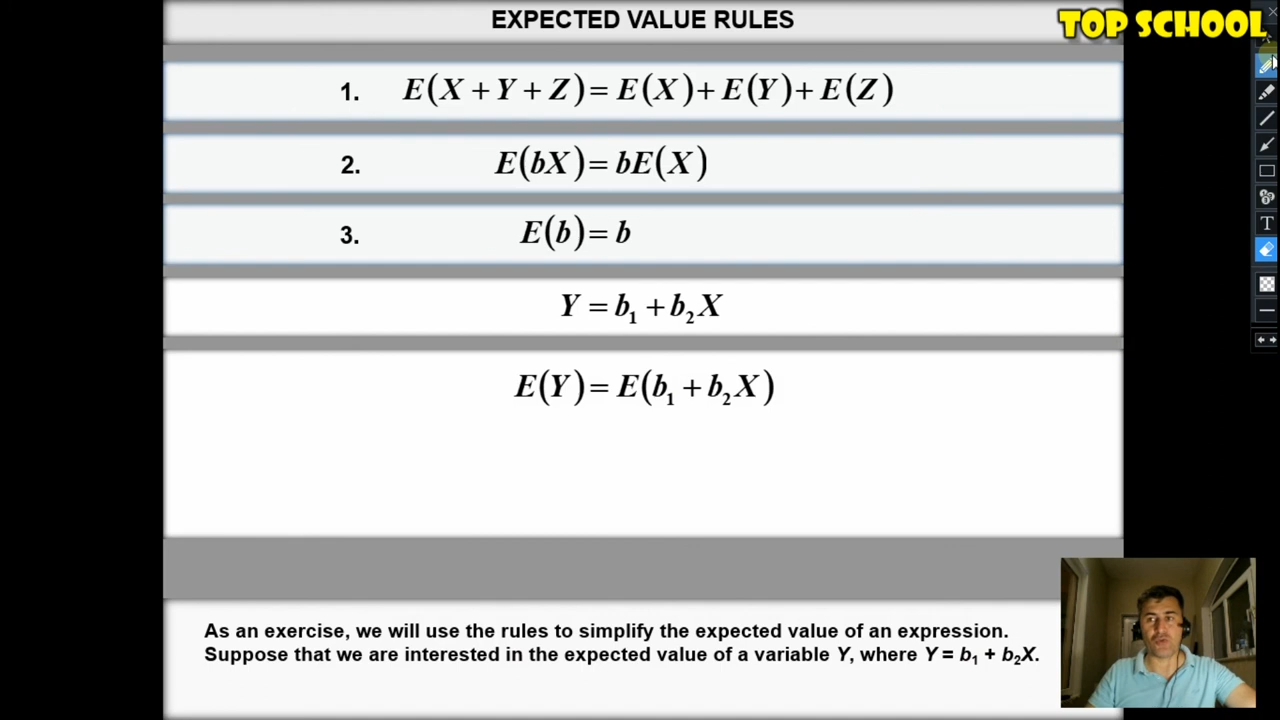 EXPECTED VALUE RULES
TOP SCHOOL
1. E(X + Y + Z) = E(X) + E(Y) + E(Z)
2. E(bX) = bE(X)
3. E(b) = b
Y = b₁ + b₂X
E(Y) = E(b₁ + b₂X)
As an exercise, we will use the rules to simplify the expected value of an expression.
Suppose that we are interested in the expected value of a variable Y, where Y = b₁ + b₂X.
T